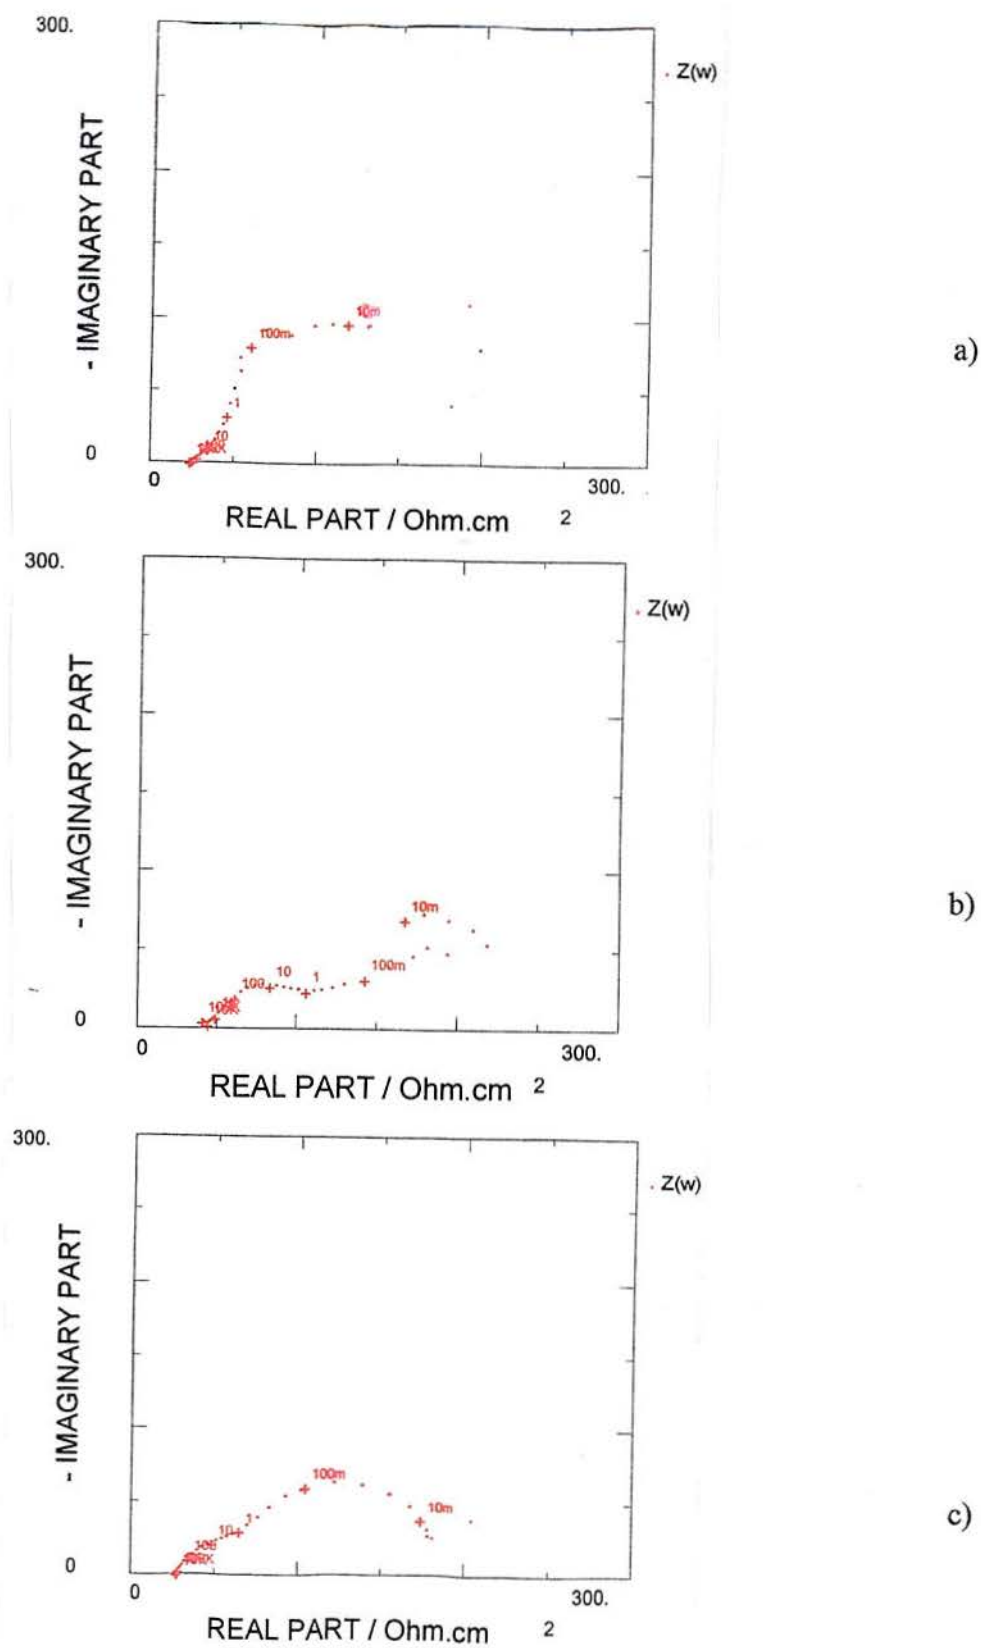 300.
Z(w)
- IMAGINARY PART
10m
100m
1
10
0
0
300.
REAL PART / Ohm.cm 2
a)
300.
Z(w)
- IMAGINARY PART
10m
100m
10
1
100
0
0
300.
REAL PART / Ohm.cm 2
b)
300.
Z(w)
- IMAGINARY PART
100m
10m
1
10
100
0
0
300.
REAL PART / Ohm.cm 2
c)